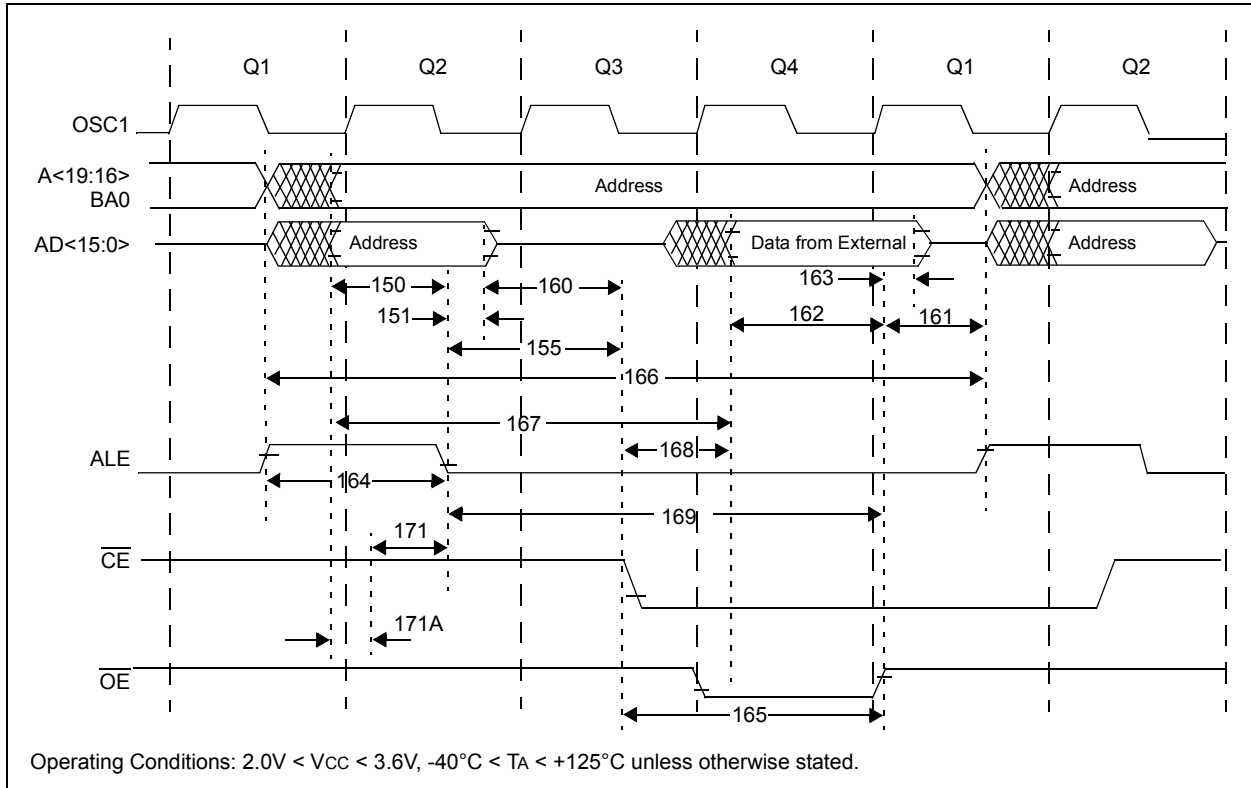 Q1 Q2 Q3 Q4 Q1 Q2
OSC1
A<19:16>
BA0
Address
Address
AD<15:0>
Address
Data from External
Address
150
160
163
151
162
161
155
166
167
ALE
168
164
169
171
CE
171A
OE
165
Operating Conditions: 2.0V < VCC < 3.6V, -40°C < TA < +125°C unless otherwise stated.